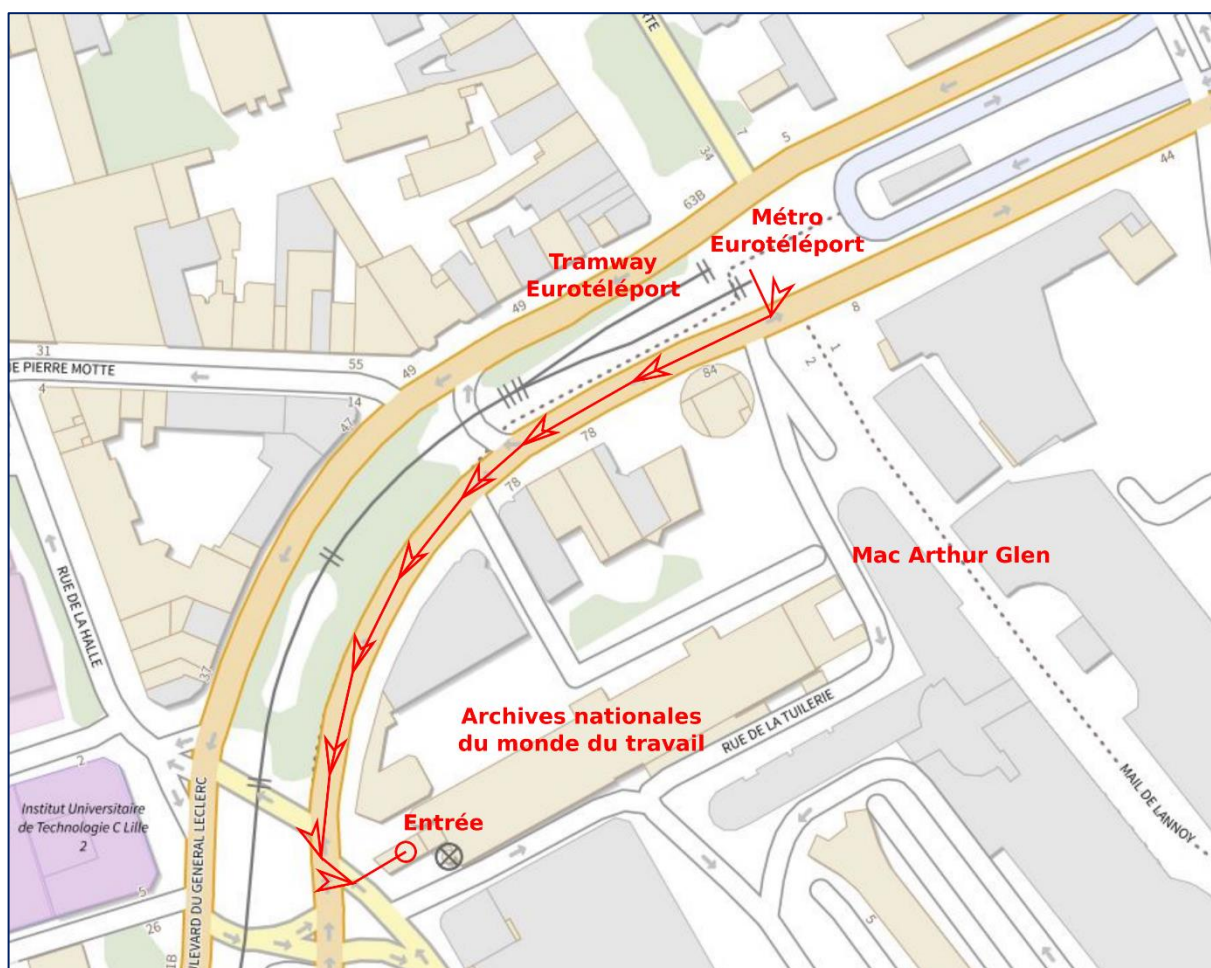 5
7
34
44
63B
Métro
Eurotéléport
Tramway
Eurotéléport
49
8
31
55
49
1
2
E PIERRE MOTTE
84
4
14
47
78
78
RUE DE LA HALLE
Mac Arthur Glen
37
Archives nationales
du monde du travail
RUE DE LA TUILERIE
2
Institut Universitaire
de Technologie C Lille
2
Entrée
MAIL DE LANNOY
5
26
5
ULEVARD DU GENERAL LECLERC
1B